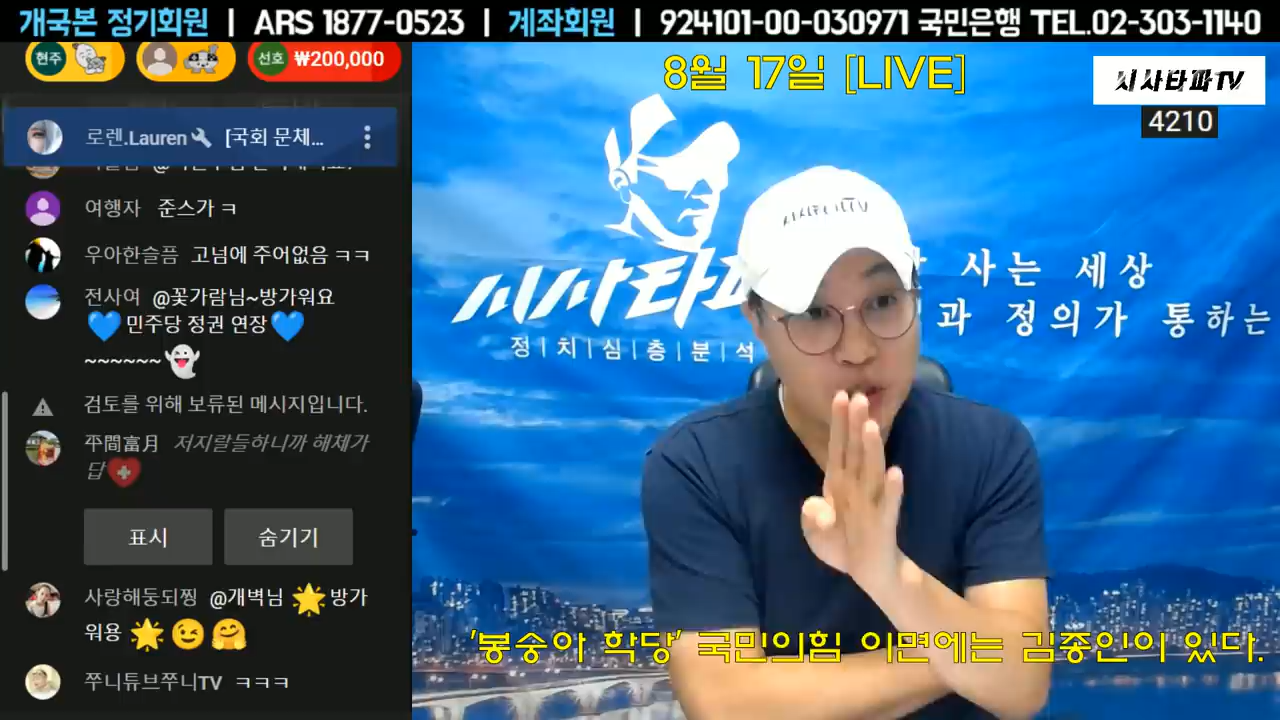 개국본 정기회원 | ARS 1877-0523 | 계좌회원 | 924101-00-030971 국민은행 TEL.02-303-1140
현주
선호 ₩200,000
8월 17일 [LIVE]
시사타파TV
4210
로렌.Lauren [국회 문체...
여행자 준스가 ㅋ
우아한슬픔 고넘에 주어없음 ㅋㅋ
전사여 @꽃가람님~방가워요
💙민주당 정권 연장💙
~~~~~~👻
검토를 위해 보류된 메시지입니다.
平間富月 저지랄들하니까 해체가
답
표시 숨기기
사랑해둥되찡 @개벽님 🌟방가
워용 🌟😉🤗
쭈니튜브쭈니TV ㅋㅋㅋ
시사타파TV
시사타파
정|치|심|층|분|석
사는 세상
과 정의가 통하는
'봉숭아 학당' 국민의힘 이면에는 김종인이 있다.